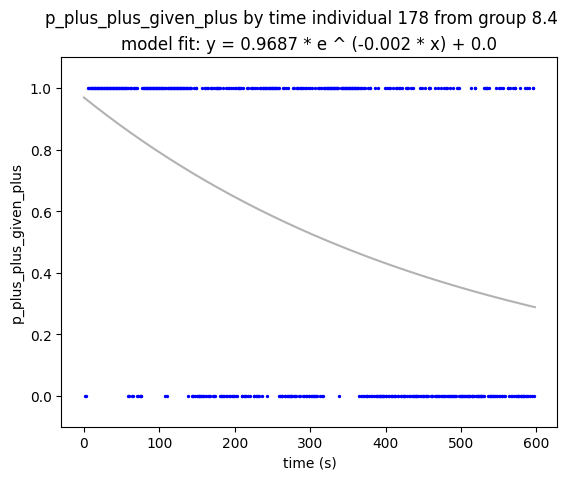 p_plus_plus_given_plus by time individual 178 from group 8.4
model fit: y = 0.9687 * e ^ (-0.002 * x) + 0.0
1.0
0.8
0.6
0.4
0.2
0.0
p_plus_plus_given_plus
0 100 200 300 400 500 600
time (s)